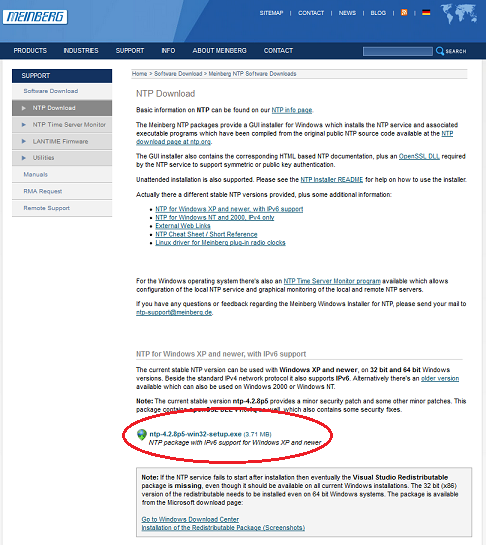 MEINBERG
SITEMAP | CONTACT | NEWS | BLOG | | |
PRODUCTS INDUSTRIES SUPPORT INFO ABOUT MEINBERG CONTACT SEARCH
SUPPORT
Software Download
NTP Download
NTP Time Server Monitor
LANTIME Firmware
Utilities
Manuals
RMA Request
Remote Support
Home > Software Download > Meinberg NTP Software Downloads
NTP Download
Basic information on NTP can be found on our NTP info page.
The Meinberg NTP packages provide a GUI installer for Windows which installs the NTP service and associated
executable programs which have been compiled from the original public NTP source code available at the NTP
download page at ntp.org.
The GUI installer also contains the corresponding HTML based NTP documentation, plus an OpenSSL DLL required
by the NTP service to support symmetric or public key authentication.
Unattended installation is also supported. Please see the NTP Installer README for help on how to use the installer.
Actually there a different stable NTP versions provided, plus some additional information:
• NTP for Windows XP and newer, with IPv6 support
• NTP for Windows NT and 2000, IPv4 only
• External Web Links
• NTP Cheat Sheet / Short Reference
• Linux driver for Meinberg plug-in radio clocks
For the Windows operating system there's also an NTP Time Server Monitor program available which allows
configuration of the local NTP service and graphical monitoring of the local and remote NTP servers.
If you have any questions or feedback regarding the Meinberg Windows Installer for NTP, please send your mail to
ntp-support@meinberg.de.
NTP for Windows XP and newer, with IPv6 support
The current stable NTP version can be used with Windows XP and newer, on 32 bit and 64 bit Windows
versions. Beside the standard IPv4 network protocol it also supports IPv6. Alternatively there's an older version
available which can also be used on Windows 2000 or Windows NT.
Note: The current stable version ntp-4.2.8p5 provides a minor security patch and some other minor patches. This
package contains well, which also contains some security fixes.
ntp-4.2.8p5-win32-setup.exe (3.71 MB)
NTP package with IPv6 support for Windows XP and newer
Note: If the NTP service fails to start after installation then eventually the Visual Studio Redistributable
package is missing, even though it should be available on all current Windows installations. The 32 bit (x86)
version of the redistributable needs to be installed even on 64 bit Windows systems. The package is available
from the Microsoft download page:
Go to Windows Download Center
Installation of the Redistributable Package (Screenshots)